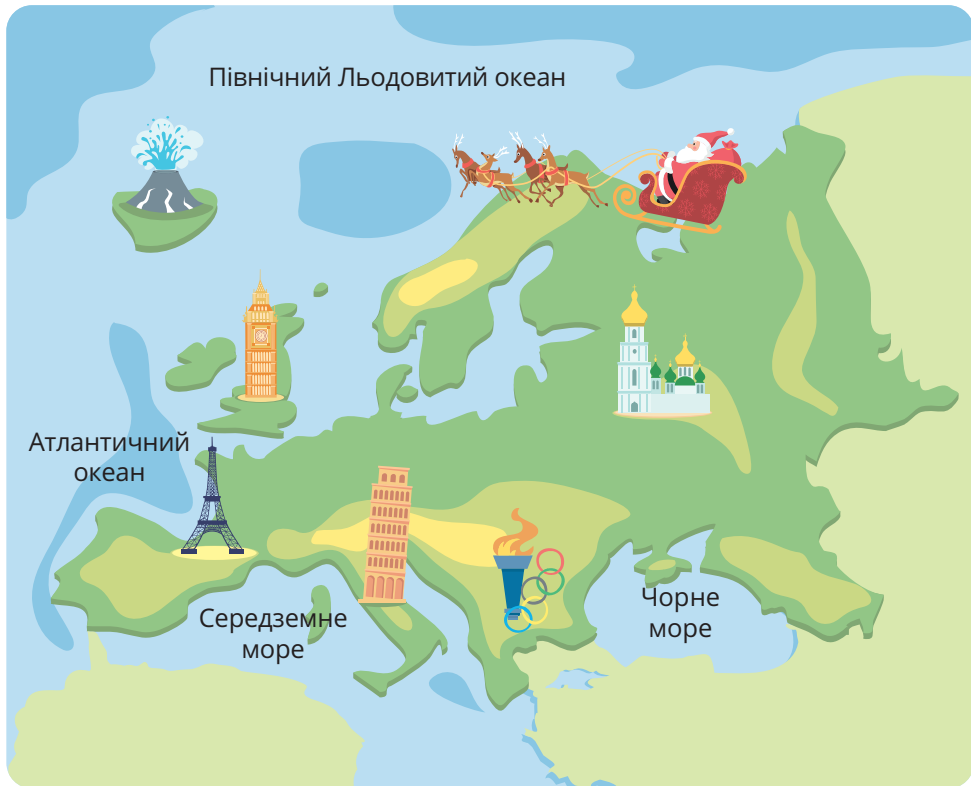 Північний Льодовитий океан
Атлантичний
океан
Середземне
море
Чорне
море